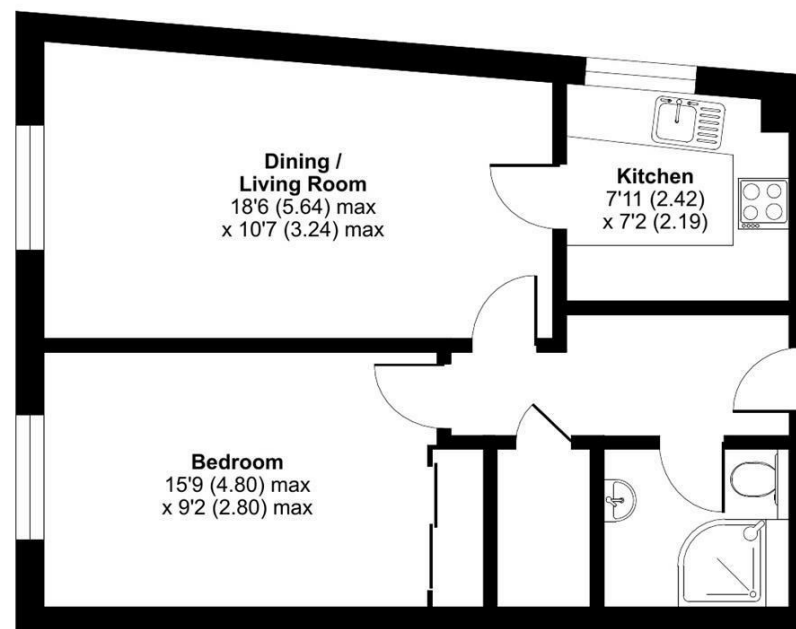 Dining /
Living Room
18'6 (5.64) max
x 10'7 (3.24) max
Kitchen
7'11 (2.42)
x 7'2 (2.19)
Bedroom
15'9 (4.80) max
x 9'2 (2.80) max